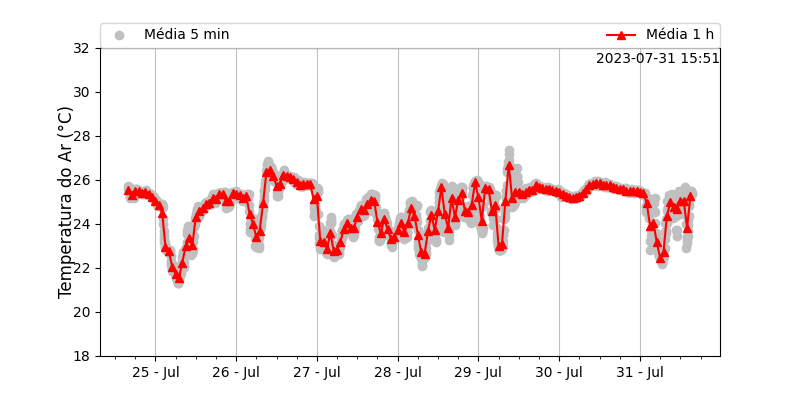 Média 5 min
Média 1 h
2023-07-31 15:51
Temperatura do Ar (°C)
32
30
28
26
24
22
20
18
25 - Jul
26 - Jul
27 - Jul
28 - Jul
29 - Jul
30 - Jul
31 - Jul